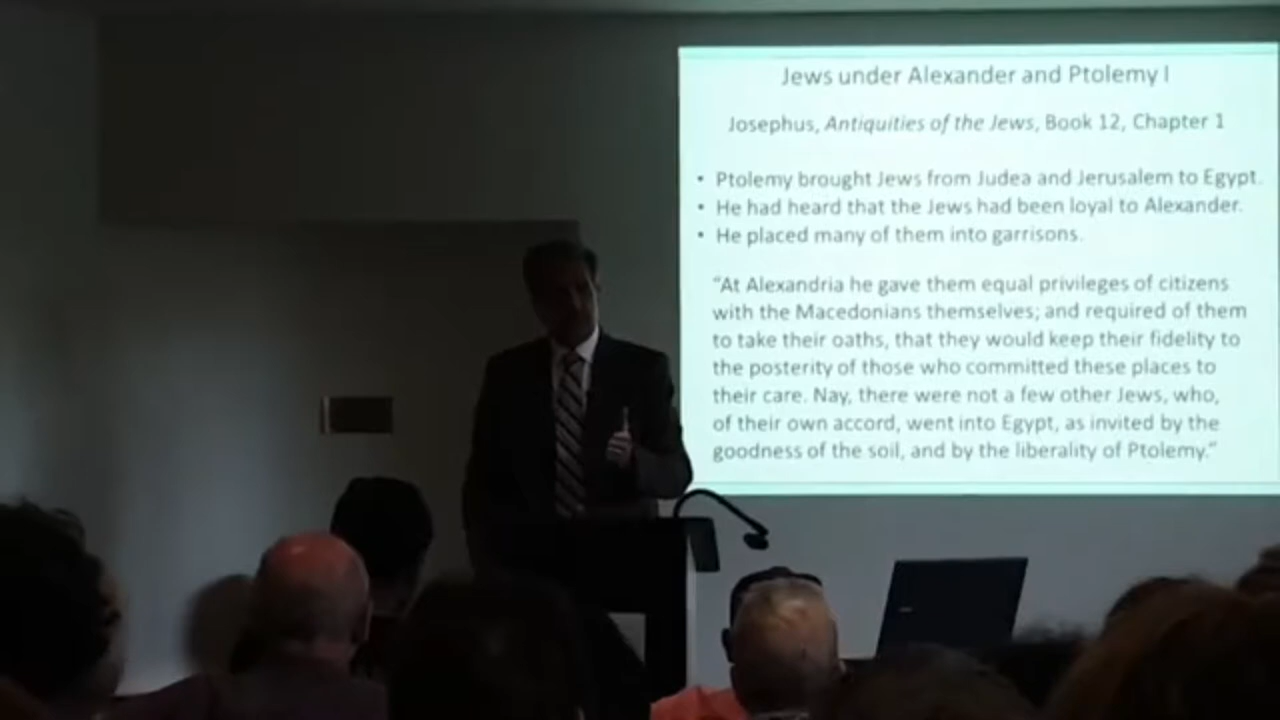 Jews under Alexander and Ptolemy I
Josephus, Antiquities of the Jews, Book 12, Chapter 1
• Ptolemy brought Jews from Judea and Jerusalem to Egypt.
• He had heard that the Jews had been loyal to Alexander.
• He placed many of them into garrisons.
“At Alexandria he gave them equal privileges of citizens
with the Macedonians themselves; and required of them
to take their oaths, that they would keep their fidelity to
the posterity of those who committed these places to
their care. Nay, there were not a few other Jews, who,
of their own accord, went into Egypt, as invited by the
goodness of the soil, and by the liberality of Ptolemy.”